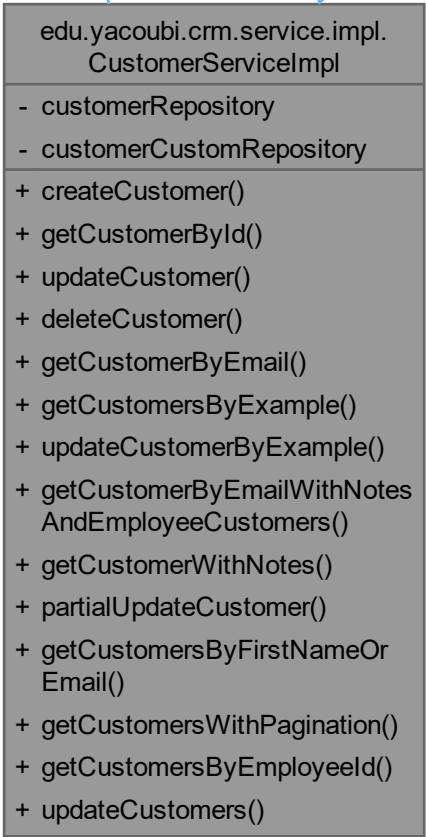 edu.yacoubi.crm.service.impl.
CustomerServiceImpl
- customerRepository
- customerCustomRepository
+ createCustomer()
+ getCustomerById()
+ updateCustomer()
+ deleteCustomer()
+ getCustomerByEmail()
+ getCustomersByExample()
+ updateCustomerByExample()
+ getCustomerByEmailWithNotes
AndEmployeeCustomers()
+ getCustomerWithNotes()
+ partialUpdateCustomer()
+ getCustomersByFirstNameOr
Email()
+ getCustomersWithPagination()
+ getCustomersByEmployeeId()
+ updateCustomers()